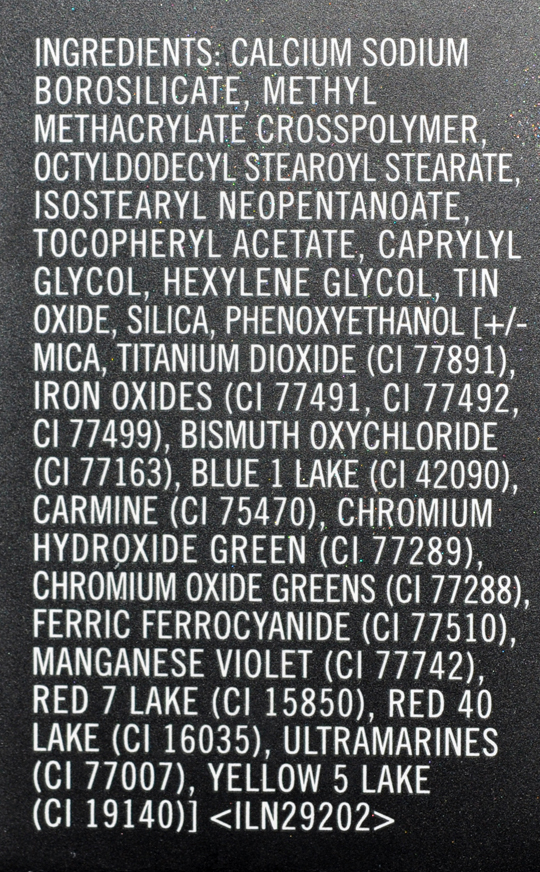 INGREDIENTS: CALCIUM SODIUM
BOROSILICATE, METHYL
METHACRYLATE CROSSPOLYMER,
OCTYLDODECYL STEAROYL STEARATE,
ISOSTEARYL NEOPENTANOATE,
TOCOPHERYL ACETATE, CAPRYLYL
GLYCOL, HEXYLENE GLYCOL, TIN
OXIDE, SILICA, PHENOXYETHANOL [+/-
MICA, TITANIUM DIOXIDE (CI 77891),
IRON OXIDES (CI 77491, CI 77492,
CI 77499), BISMUTH OXYCHLORIDE
(CI 77163), BLUE 1 LAKE (CI 42090),
CARMINE (CI 75470), CHROMIUM
HYDROXIDE GREEN (CI 77289),
CHROMIUM OXIDE GREENS (CI 77288),
FERRIC FERROCYANIDE (CI 77510),
MANGANESE VIOLET (CI 77742),
RED 7 LAKE (CI 15850), RED 40
LAKE (CI 16035), ULTRAMARINES
(CI 77007), YELLOW 5 LAKE
(CI 19140)] <ILN29202>